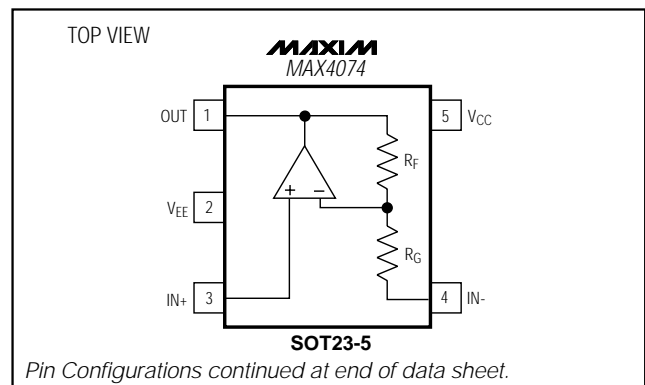 TOP VIEW
MAXIM
MAX4074
OUT 1
5 VCC
RF
+ −
VEE 2
RG
IN+ 3
4 IN-
SOT23-5
Pin Configurations continued at end of data sheet.